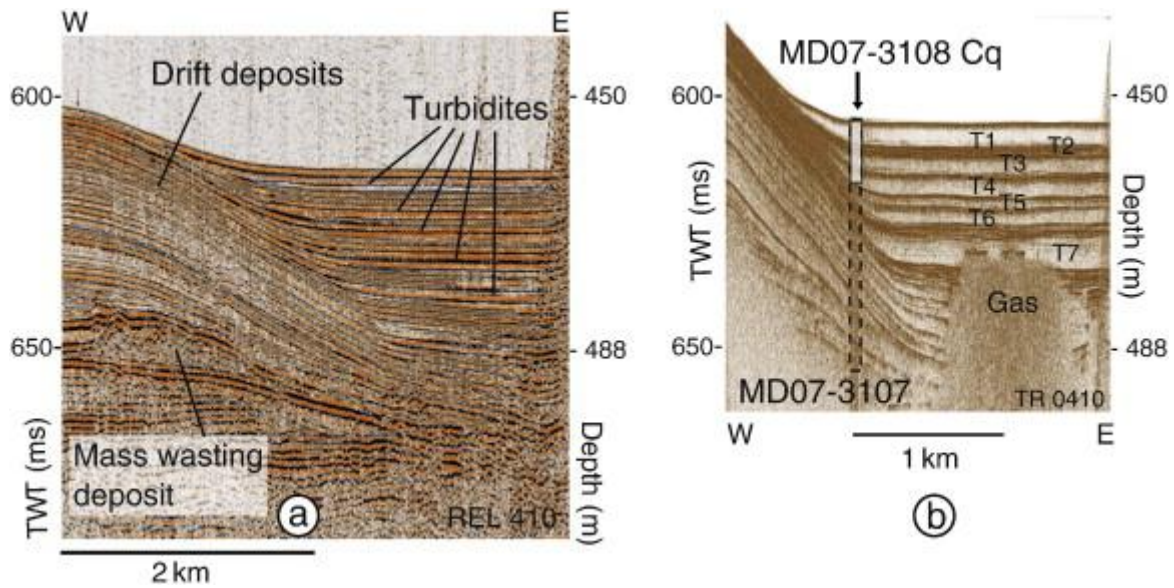 W
E
Drift deposits
Turbidites
600
450
650
488
TWT (ms)
Depth (m)
Mass wasting
deposit
a
REL 410
2 km
MD07-3108 Cq
600
450
T1
T2
T3
T4
T5
T6
T7
TWT (ms)
Depth (m)
Gas
650
488
MD07-3107
TR 0410
W
E
1 km
b